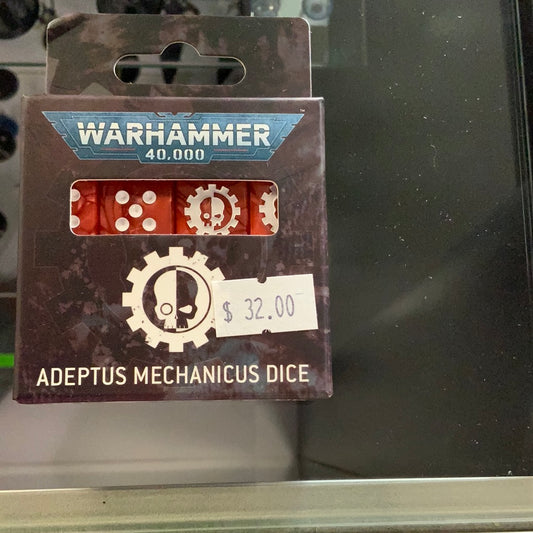 WARHAMMER
40,000
$ 32.00
ADEPTUS MECHANICUS DICE